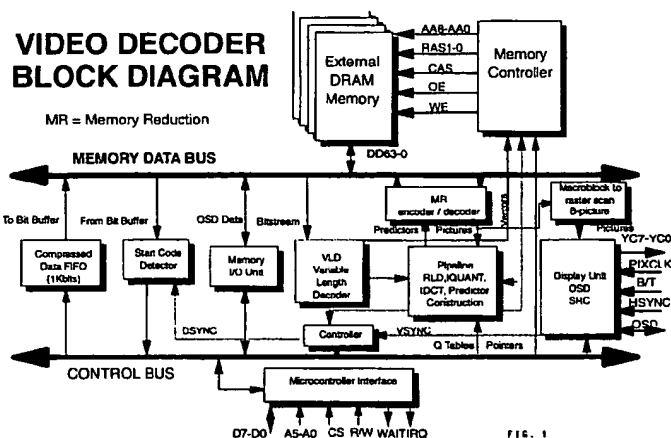 VIDEO DECODER
BLOCK DIAGRAM
MR = Memory Reduction
External
DRAM
Memory
AA8-AA0
RAS1-0
CAS
OE
WE
Memory
Controller
DD63-0
MEMORY DATA BUS
To Bit Buffer
From Bit Buffer
OSD Data
Bitstream
MR
encoder / decoder
Predictors
Pictures
Vectors
Macroblock to
raster scan
B-picture
Pictures
Compressed
Data FIFO
(1Kbits)
Start Code
Detector
Memory
I/O Unit
VLD
Variable
Length
Decoder
Pipeline
RLD,IQUANT,
IDCT, Predictor
Construction
Display Unit
OSD
SRC
YC7-YC0
PIXCLK
B/T
HSYNC
OSD
DSYNC
Controller
VSYNC
Q Tables
Pointers
CONTROL BUS
Microcontroller Interface
D7-D0
A5-A0
CS
R/W
WAIT
IRQ
FIG. 1